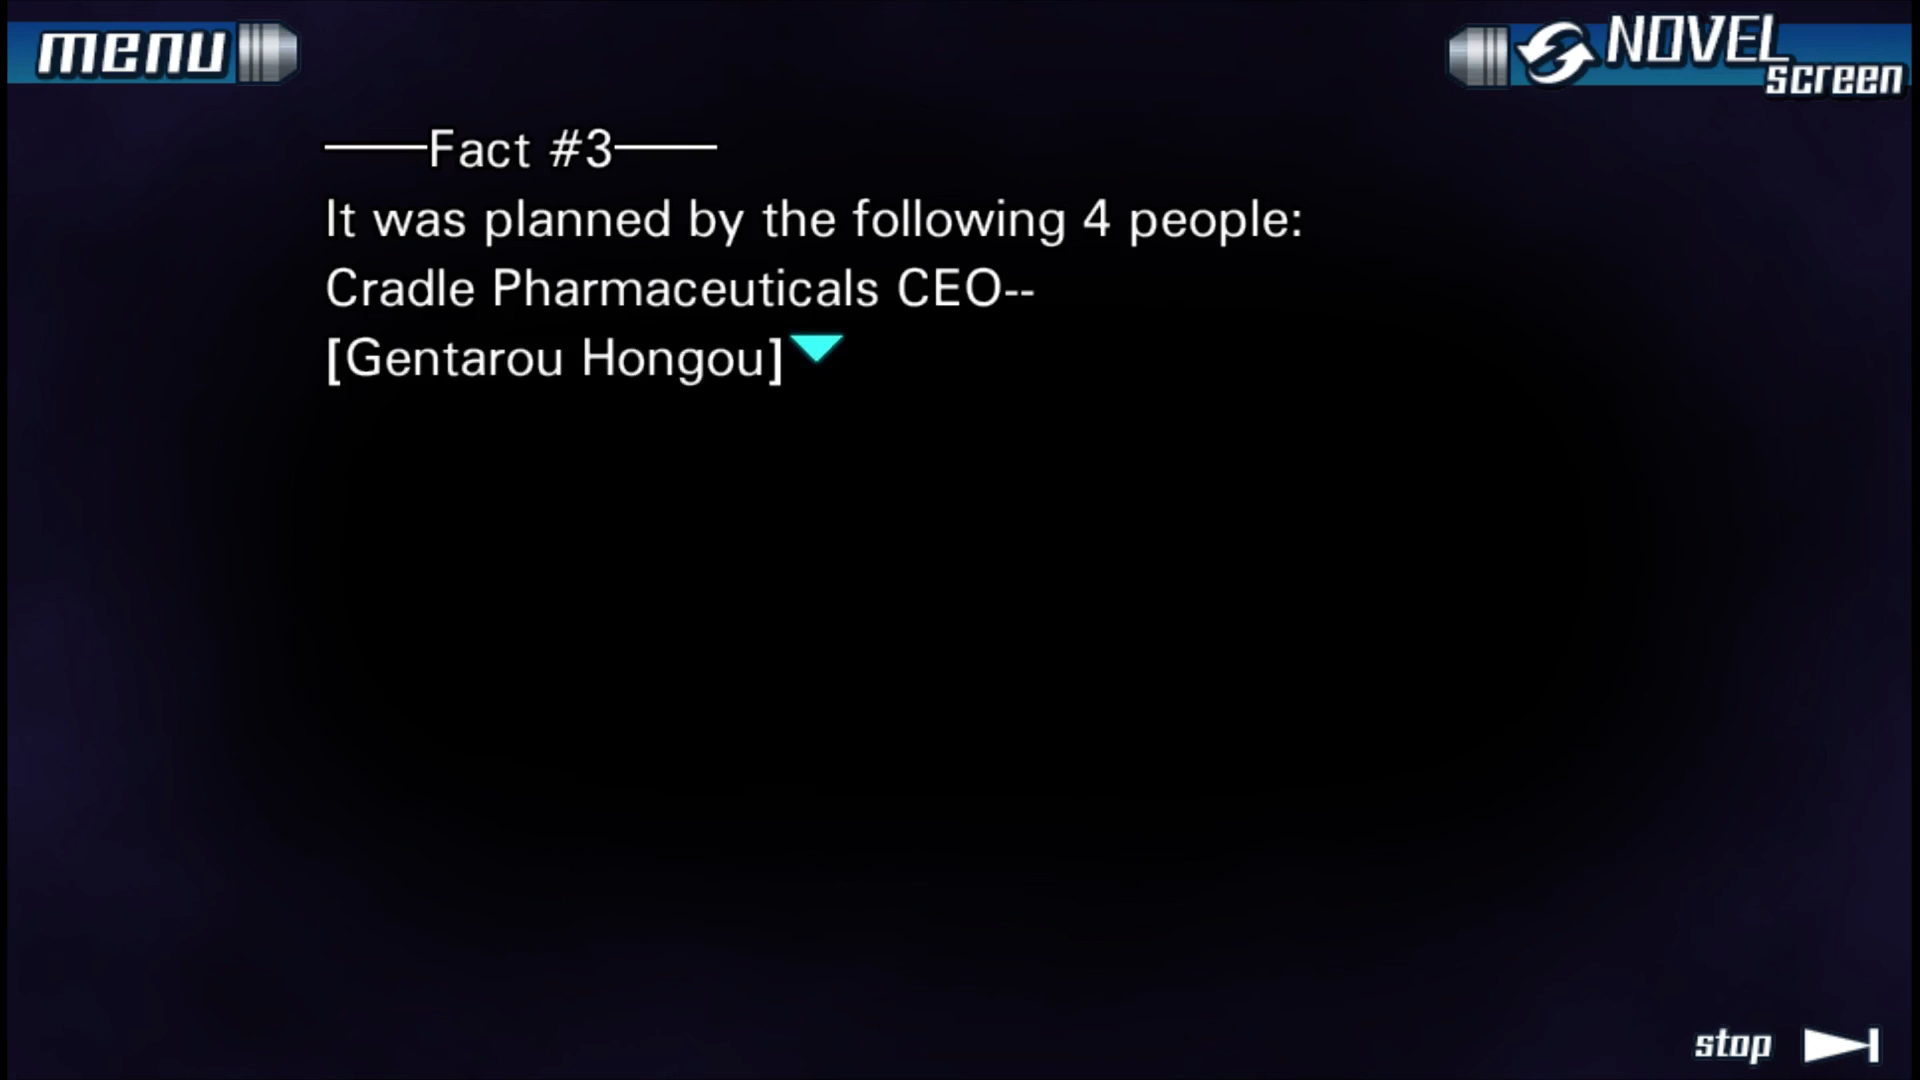 menu
NOVEL
screen
——Fact #3——
It was planned by the following 4 people:
Cradle Pharmaceuticals CEO--
[Gentarou Hongou]
stop